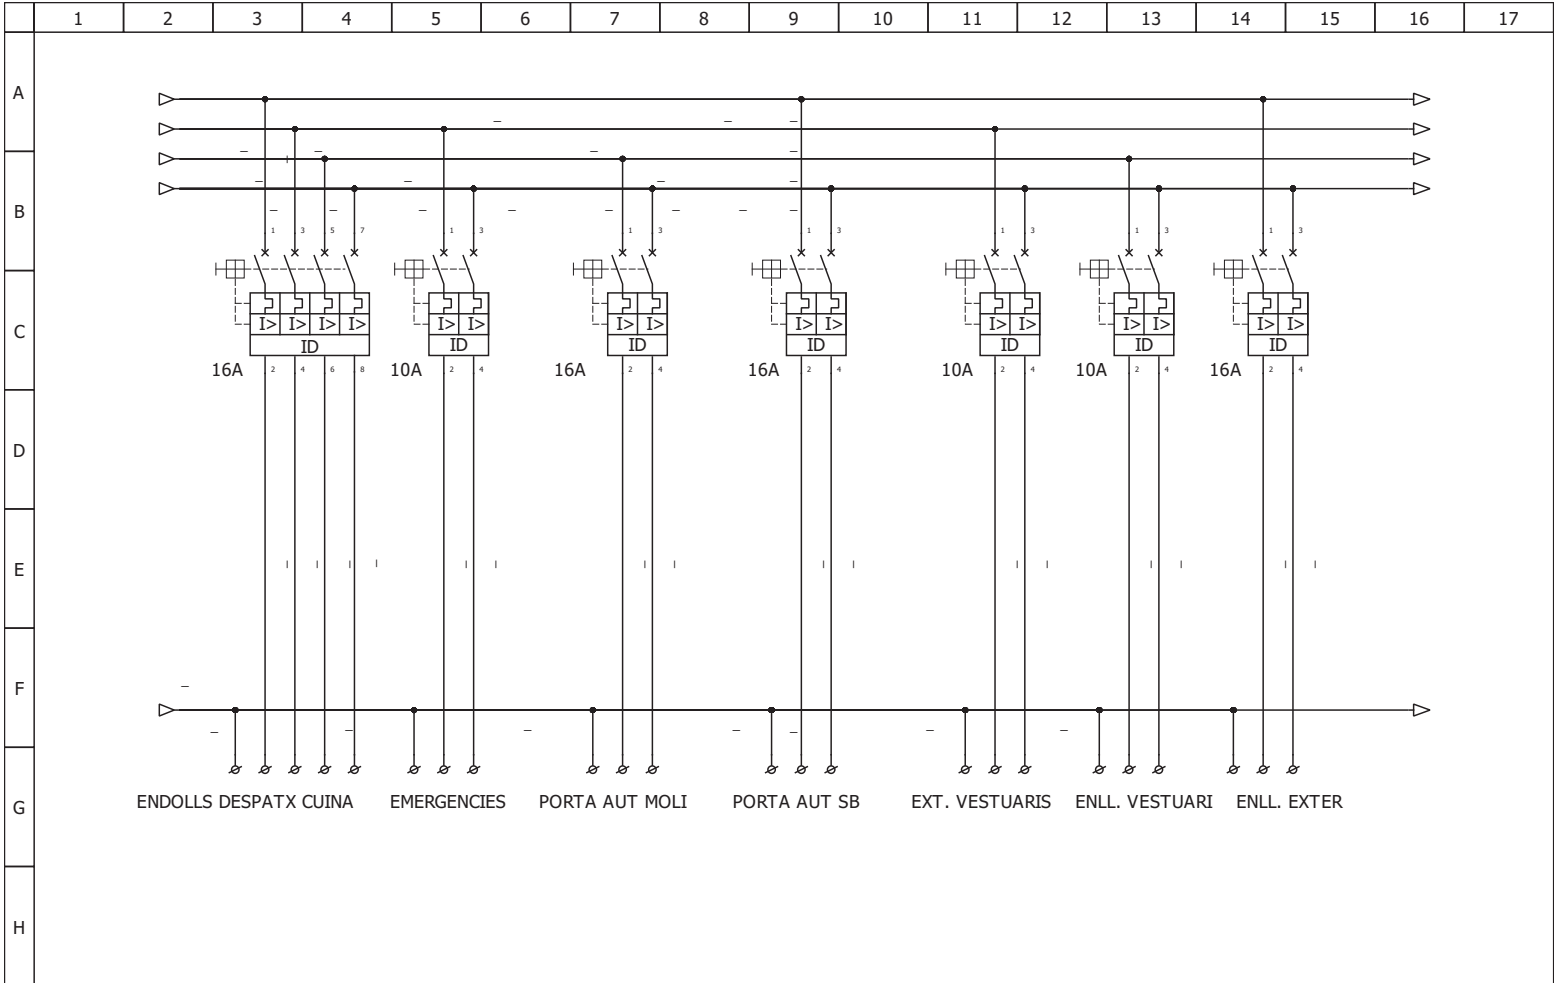 1 2 3 4 5 6 7 8 9 10 11 12 13 14 15 16 17
A
B
1 3 5 7 1 3 1 3 1 3 1 3 1 3 1 3
C
I> I> I> I> I> I> I> I> I> I> I> I> I> I> I> I>
ID ID ID ID ID ID ID
16A 2 4 6 8 10A 2 4 16A 2 4 16A 2 4 10A 2 4 10A 2 4 16A 2 4
D
E
F
G
ENDOLLS DESPATX CUINA EMERGENCIES PORTA AUT MOLI PORTA AUT SB EXT. VESTUARIS ENLL. VESTUARI ENLL. EXTER
H